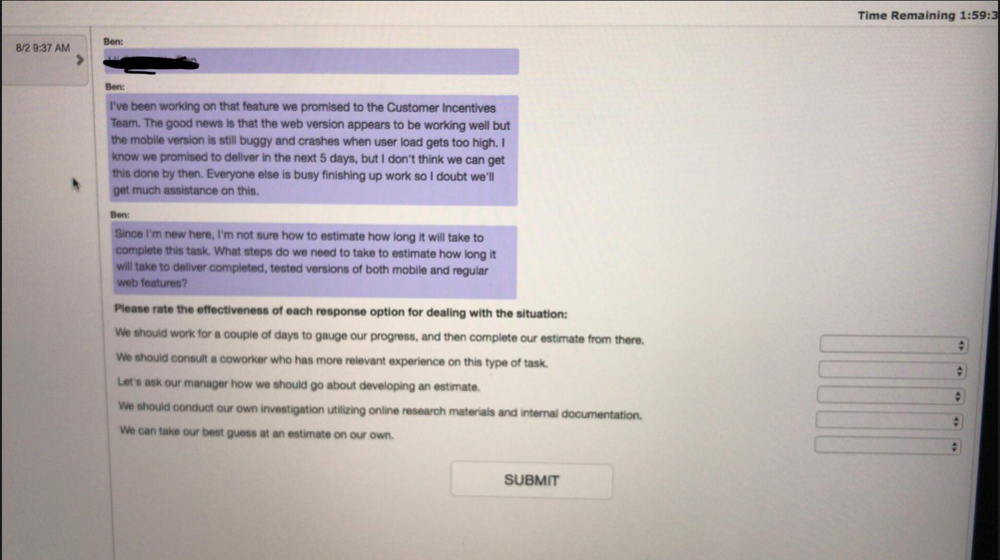 Time Remaining 1:59:3
8/2 9:37 AM
Ben:
Ben:
I've been working on that feature we promised to the Customer Incentives
Team. The good news is that the web version appears to be working well but
the mobile version is still buggy and crashes when user load gets too high. I
know we promised to deliver in the next 5 days, but I don't think we can get
this done by then. Everyone else is busy finishing up work so I doubt we'll
get much assistance on this.
Ben:
Since I'm new here, I'm not sure how to estimate how long it will take to
complete this task. What steps do we need to take to estimate how long it
will take to deliver completed, tested versions of both mobile and regular
web features?
Please rate the effectiveness of each response option for dealing with the situation:
We should work for a couple of days to gauge our progress, and then complete our estimate from there.
We should consult a coworker who has more relevant experience on this type of task.
Let's ask our manager how we should go about developing an estimate.
We should conduct our own investigation utilizing online research materials and internal documentation.
We can take our best guess at an estimate on our own.
SUBMIT